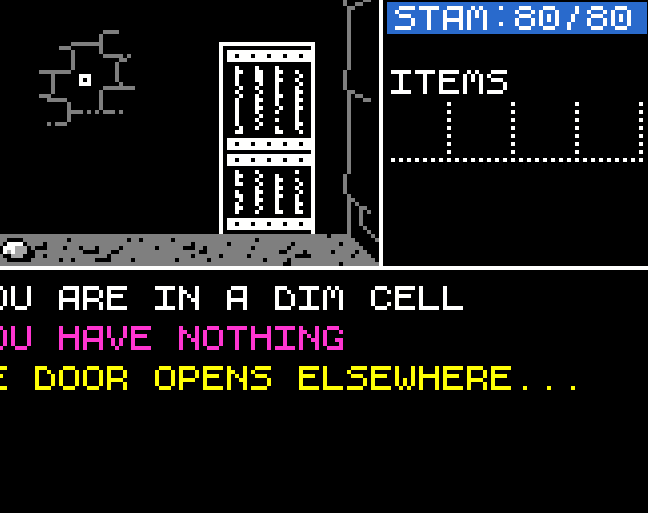 STAM:80/80
ITEMS
OU ARE IN A DIM CELL
OU HAVE NOTHING
E DOOR OPENS ELSEWHERE...